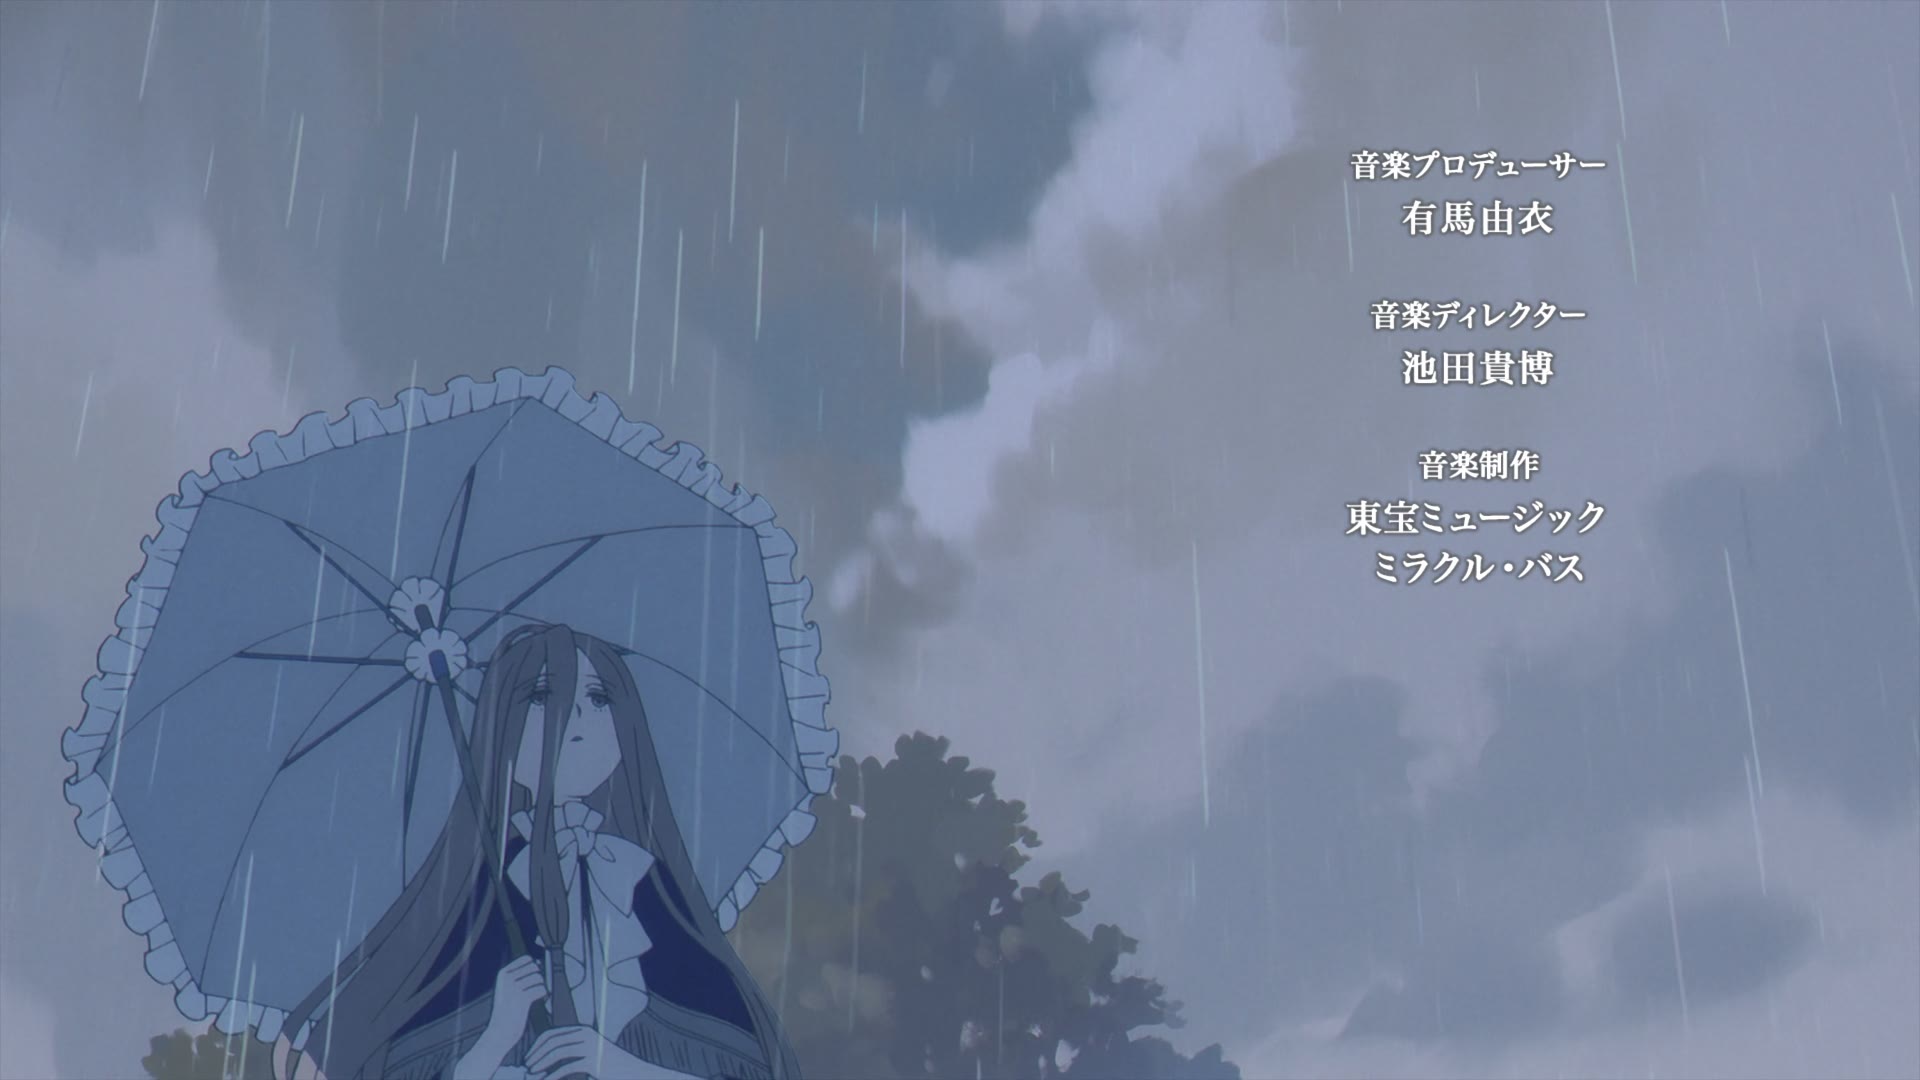 音楽プロデューサー
有馬由衣
音楽ディレクター
池田貴博
音楽制作
東宝ミュージック
ミラクル・バス